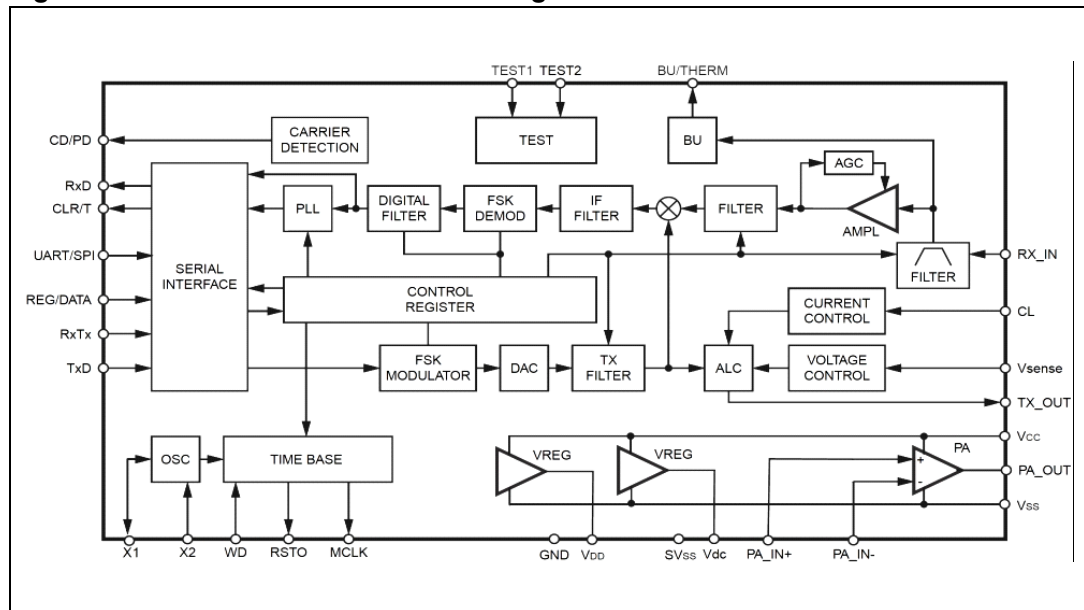 TEST1 TEST2 BU/THERM
CD/PD
CARRIER
DETECTION
TEST
BU
AGC
RxD
CLR/T
PLL
DIGITAL
FILTER
FSK
DEMOD
IF
FILTER
FILTER
AMPL
UART/SPI
SERIAL
INTERFACE
FILTER
RX_IN
REG/DATA
CONTROL
REGISTER
CURRENT
CONTROL
CL
RxTx
TxD
FSK
MODULATOR
DAC
TX
FILTER
ALC
VOLTAGE
CONTROL
Vsense
TX_OUT
OSC
TIME BASE
VREG
VREG
PA
VCC
+
-
PA_OUT
VSS
X1
X2
WD
RSTO
MCLK
GND
VDD
SVSS
Vdc
PA_IN+
PA_IN-